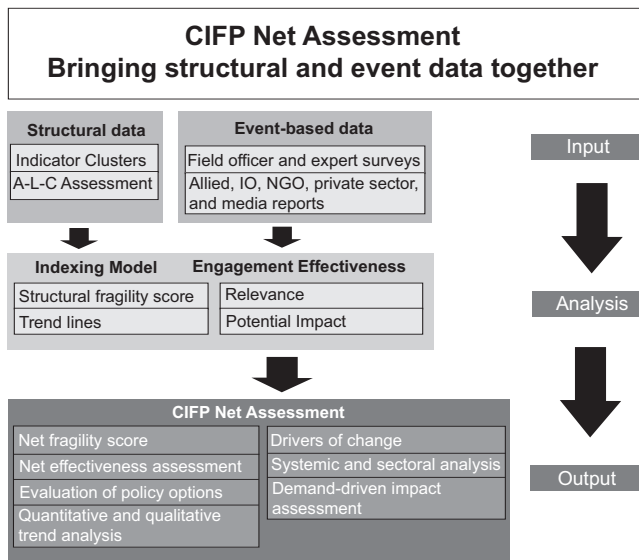 CIFP Net Assessment
Bringing structural and event data together
Structural data
Indicator Clusters
A-L-C Assessment
Event-based data
Field officer and expert surveys
Allied, IO, NGO, private sector,
and media reports
Input
Indexing Model
Structural fragility score
Trend lines
Engagement Effectiveness
Relevance
Potential Impact
Analysis
CIFP Net Assessment
Net fragility score
Net effectiveness assessment
Evaluation of policy options
Quantitative and qualitative
trend analysis
Drivers of change
Systemic and sectoral analysis
Demand-driven impact
assessment
Output